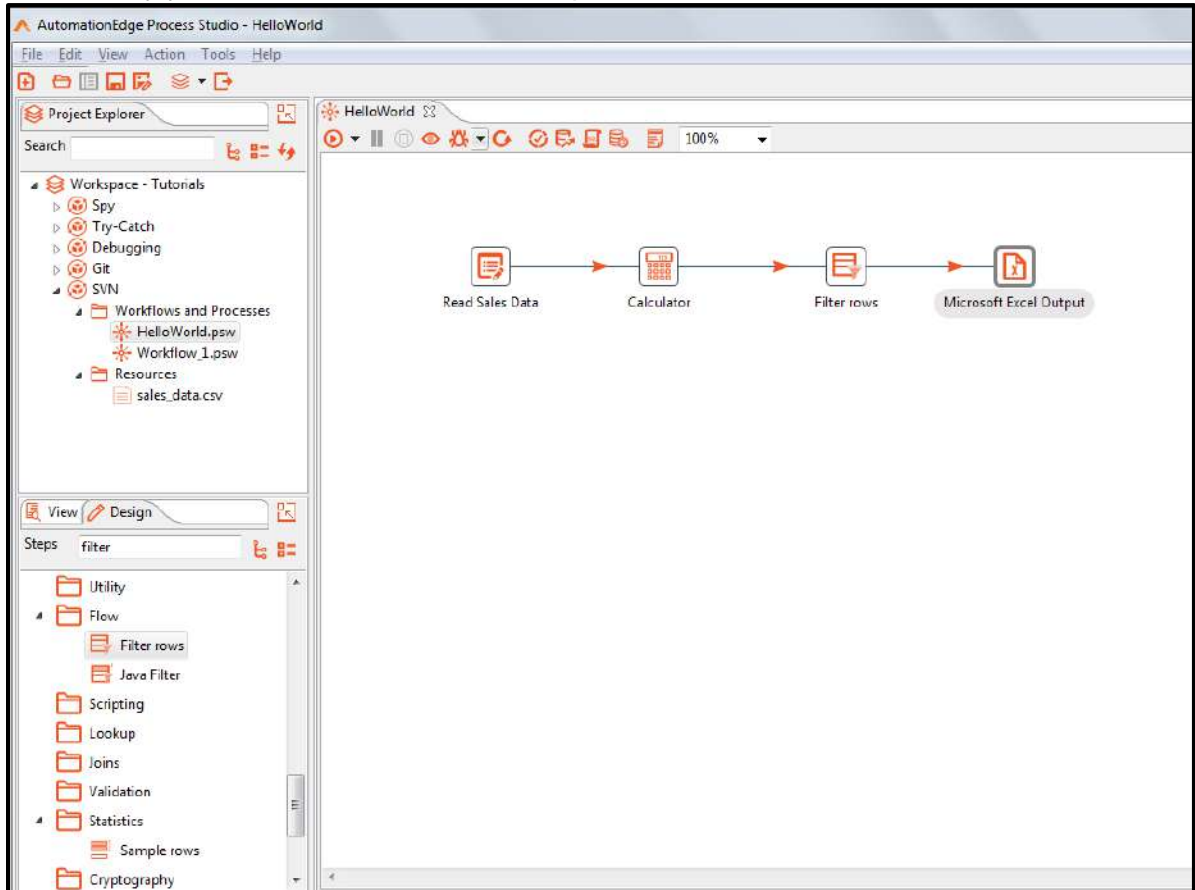 AutomationEdge Process Studio - HelloWorld
File Edit View Action Tools Help
Project Explorer
Search
Workspace - Tutorials
Spy
Try-Catch
Debugging
Git
SVN
Workflows and Processes
HelloWorld.psw
Workflow_1.psw
Resources
sales_data.csv
HelloWorld
100%
Read Sales Data
Calculator
Filter rows
Microsoft Excel Output
View
Design
Steps filter
Utility
Flow
Filter rows
Java Filter
Scripting
Lookup
Joins
Validation
Statistics
Sample rows
Cryptography